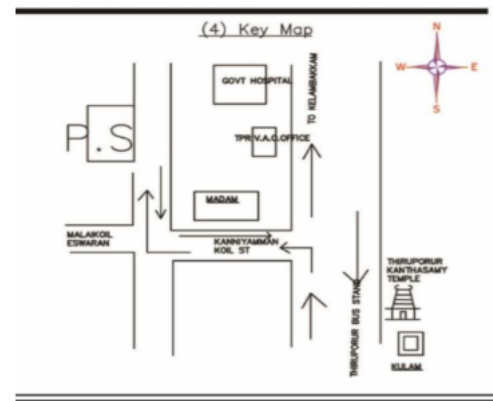 (4) Key Map
N
W
E
S
GOVT HOSPITAL
TO KELAMBAKKAM
P.S
TPR V.A.O.OFFICE
MADAM
MALAIKOIL
ESWARAN
KANNIYAMMAN
KOIL ST
THIRUPORUR
KANTHASAMY
TEMPLE
THIRUPORUR BUS STAND
KULAM